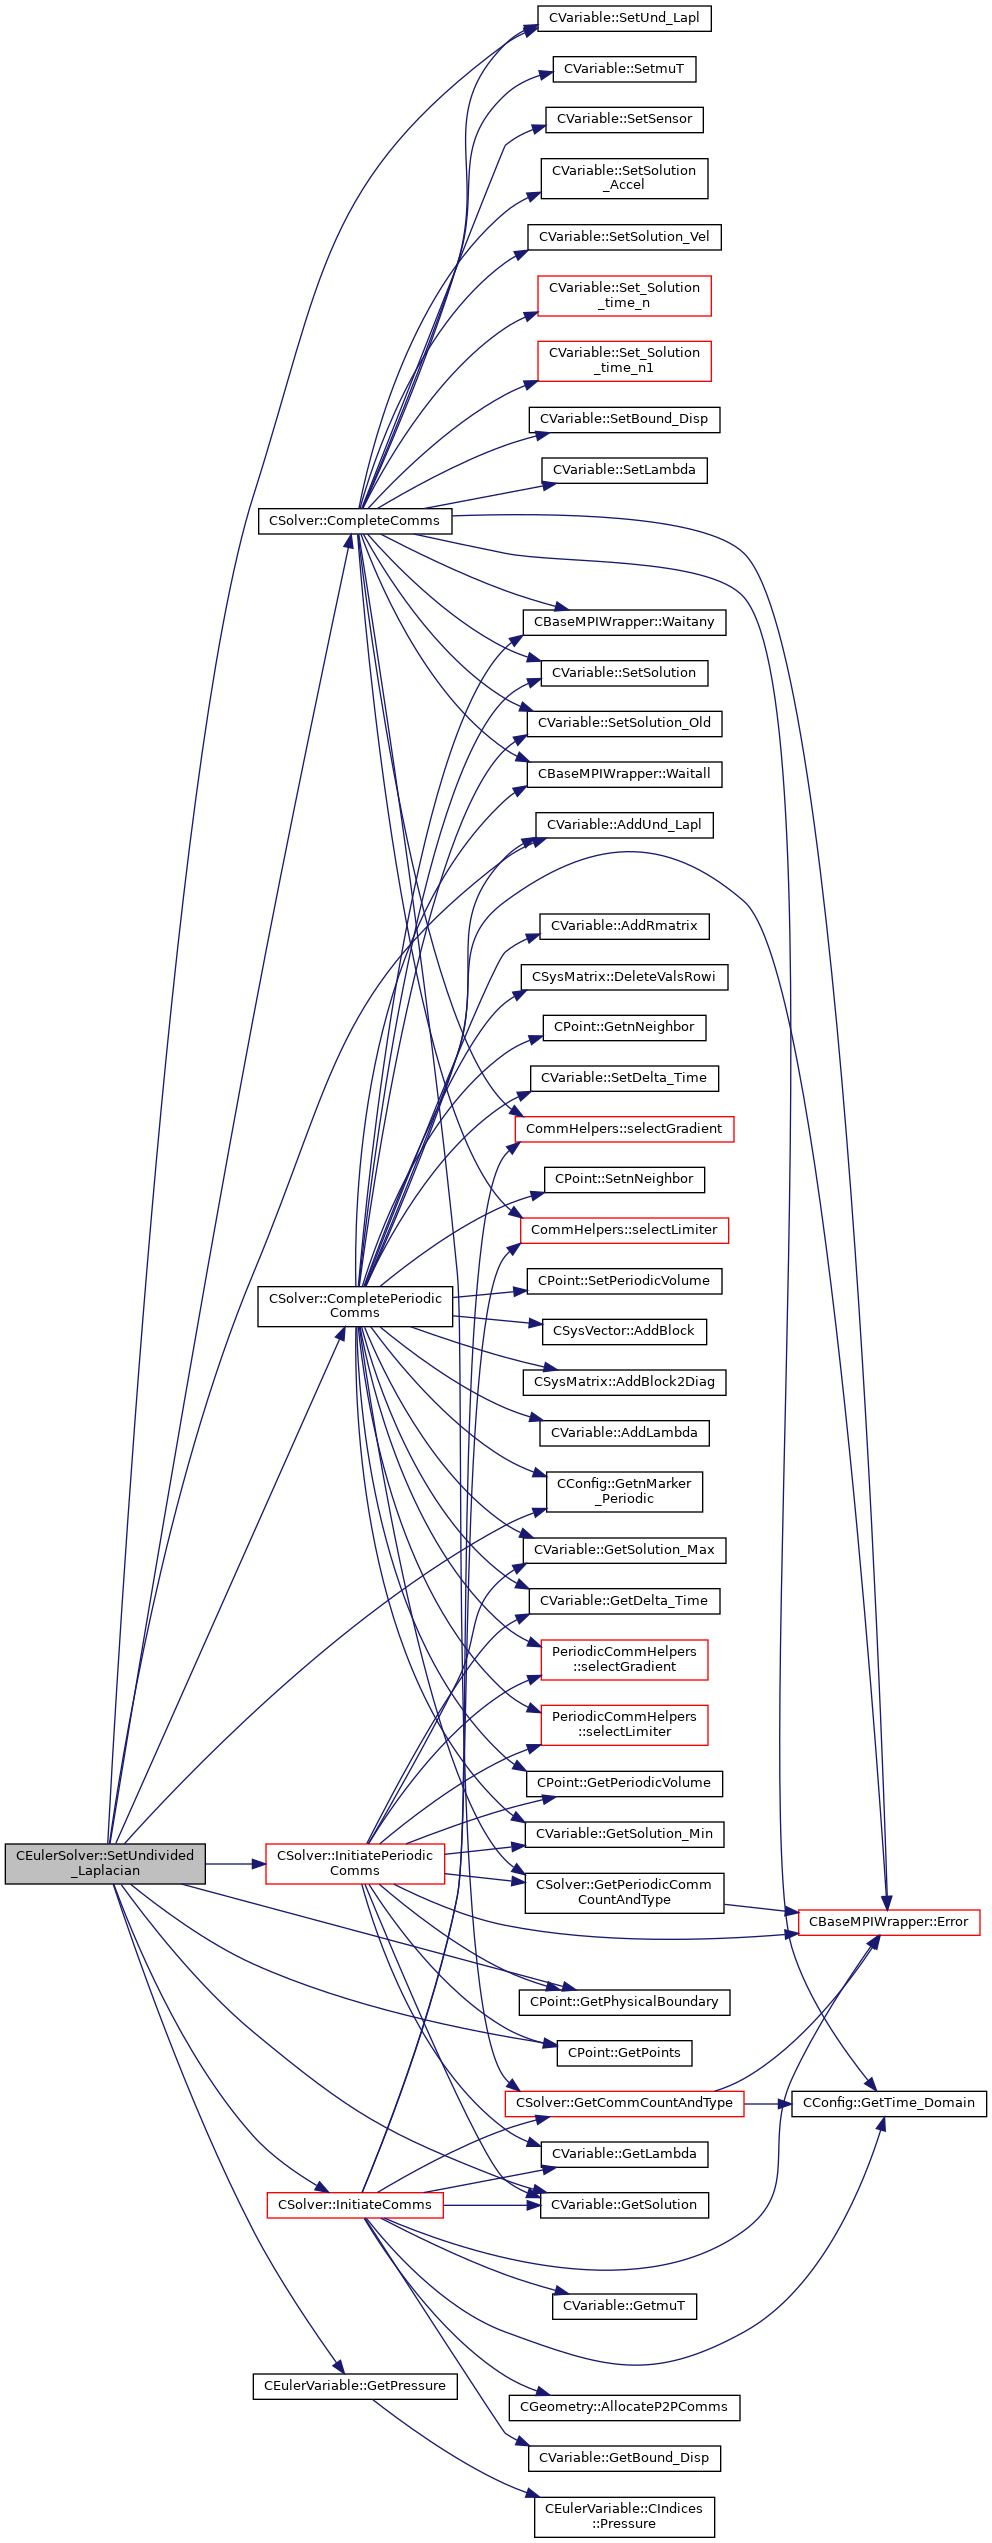 CVariable::SetUnd_Lapl
CVariable::SetmuT
CVariable::SetSensor
CVariable::SetSolution
_Accel
CVariable::SetSolution_Vel
CVariable::Set_Solution
_time_n
CVariable::Set_Solution
_time_n1
CVariable::SetBound_Disp
CVariable::SetLambda
CSolver::CompleteComms
CBaseMPIWrapper::Waitany
CVariable::SetSolution
CVariable::SetSolution_Old
CBaseMPIWrapper::Waitall
CVariable::AddUnd_Lapl
CVariable::AddRmatrix
CSysMatrix::DeleteValsRowi
CPoint::GetnNeighbor
CVariable::SetDelta_Time
CommHelpers::selectGradient
CPoint::SetnNeighbor
CommHelpers::selectLimiter
CSolver::CompletePeriodic
Comms
CPoint::SetPeriodicVolume
CSysVector::AddBlock
CSysMatrix::AddBlock2Diag
CVariable::AddLambda
CConfig::GetnMarker
_Periodic
CVariable::GetSolution_Max
CVariable::GetDelta_Time
PeriodicCommHelpers
::selectGradient
PeriodicCommHelpers
::selectLimiter
CPoint::GetPeriodicVolume
CVariable::GetSolution_Min
CEulerSolver::SetUndivided
_Laplacian
CSolver::InitiatePeriodic
Comms
CSolver::GetPeriodicComm
CountAndType
CBaseMPIWrapper::Error
CPoint::GetPhysicalBoundary
CPoint::GetPoints
CSolver::GetCommCountAndType
CConfig::GetTime_Domain
CVariable::GetLambda
CSolver::InitiateComms
CVariable::GetSolution
CVariable::GetmuT
CEulerVariable::GetPressure
CGeometry::AllocateP2PComms
CVariable::GetBound_Disp
CEulerVariable::CIndices
::Pressure